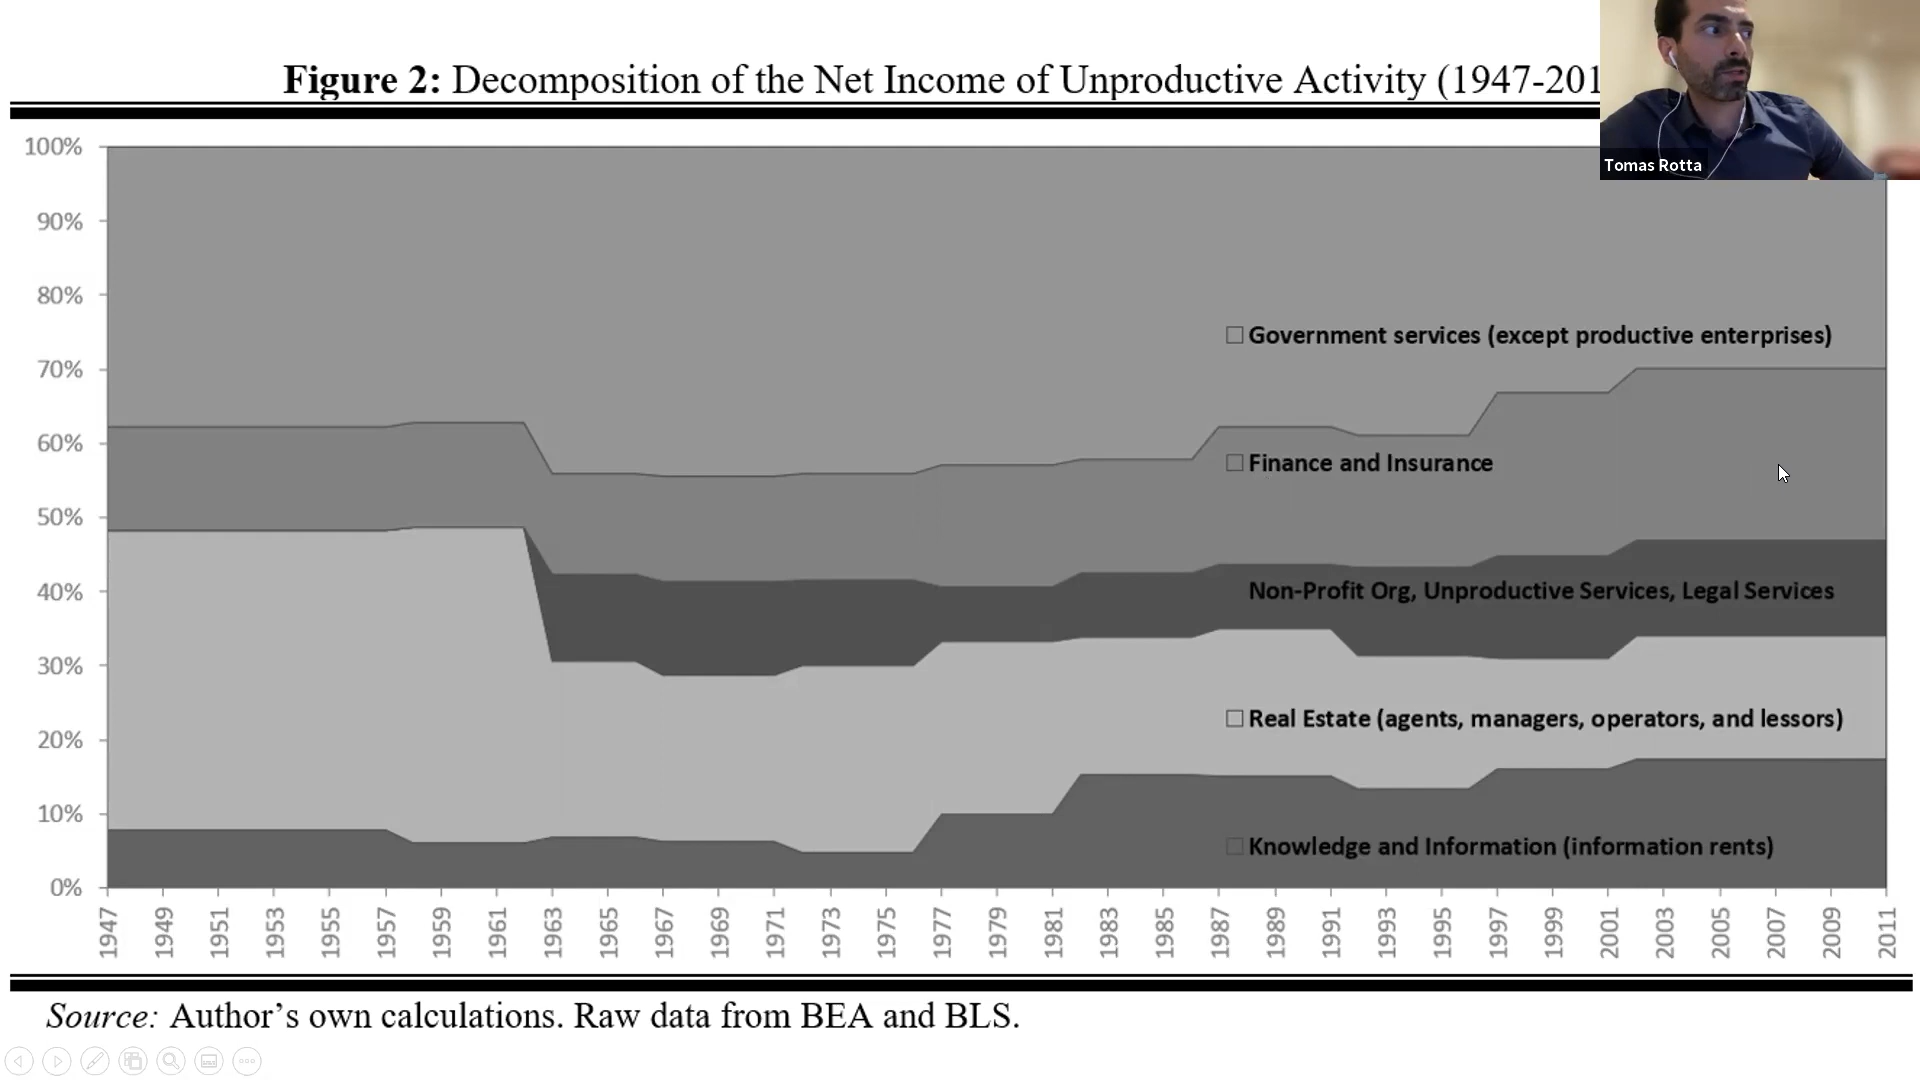 Figure 2: Decomposition of the Net Income of Unproductive Activity (1947-201
Tomas Rotta
100%
90%
80%
70%
60%
50%
40%
30%
20%
10%
0%
Government services (except productive enterprises)
Finance and Insurance
Non-Profit Org, Unproductive Services, Legal Services
Real Estate (agents, managers, operators, and lessors)
Knowledge and Information (information rents)
1947 1949 1951 1953 1955 1957 1959 1961 1963 1965 1967 1969 1971 1973 1975 1977 1979 1981 1983 1985 1987 1989 1991 1993 1995 1997 1999 2001 2003 2005 2007 2009 2011
Source: Author's own calculations. Raw data from BEA and BLS.